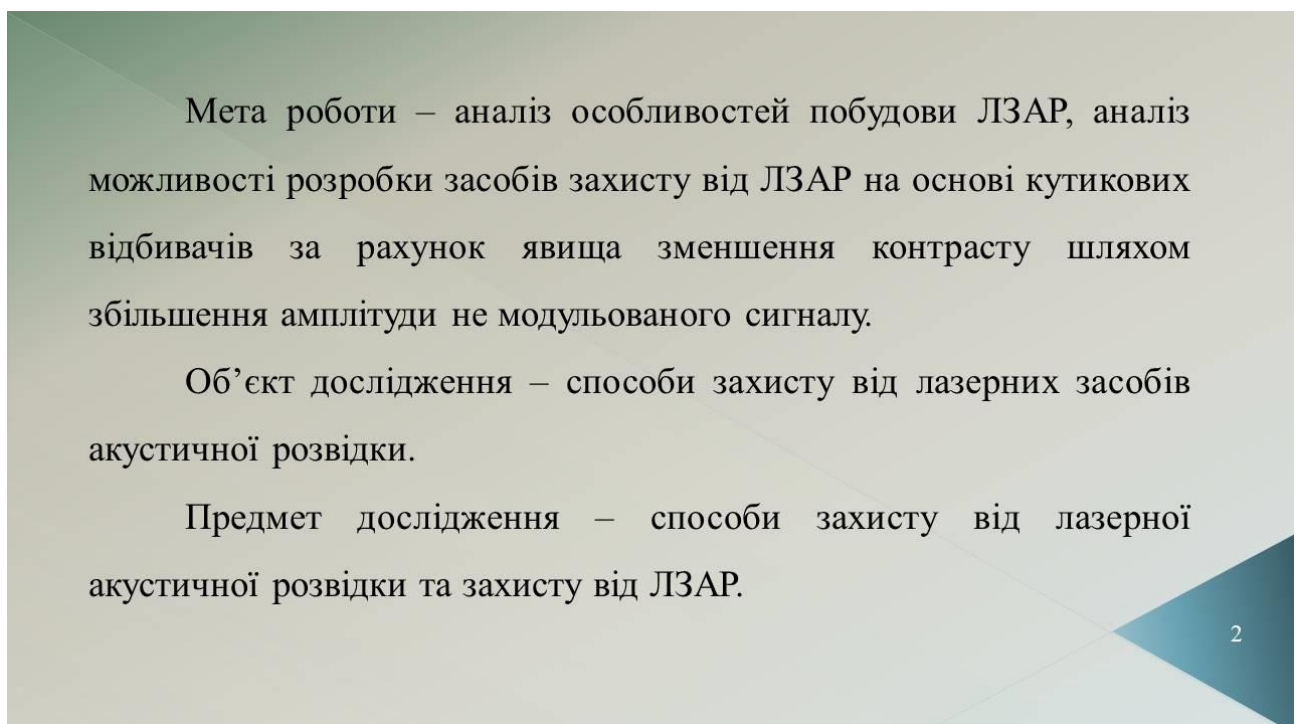 Мета роботи – аналіз особливостей побудови ЛЗАР, аналіз
можливості розробки засобів захисту від ЛЗАР на основі кутикових
відбивачів за рахунок явища зменшення контрасту шляхом
збільшення амплітуди не модульованого сигналу.
Об’єкт дослідження – способи захисту від лазерних засобів
акустичної розвідки.
Предмет дослідження – способи захисту від лазерної
акустичної розвідки та захисту від ЛЗАР.
2